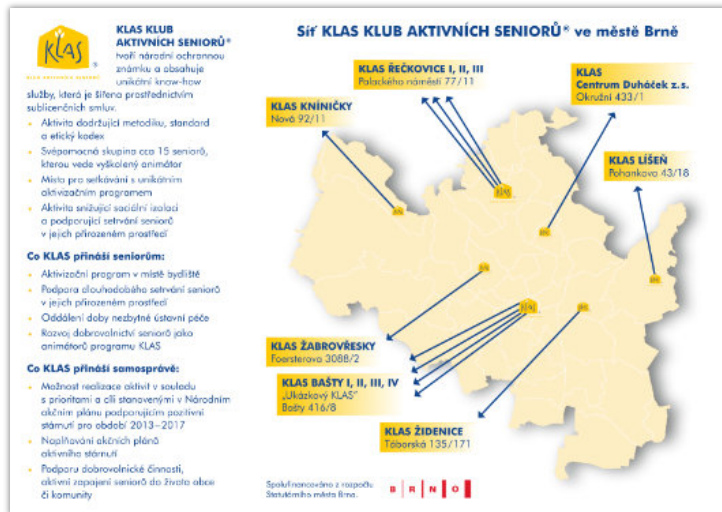 KLAS
KLAS KLUB
AKTIVNÍCH SENIORŮ®
tvoří národní ochrannou
známku a obsahuje
unikátní know-how
služby, která je šířena prostřednictvím
sublicenčních smluv.
Aktivita dodržující metodiku, standard
a etický kodex
Svépomocná skupina cca 15 seniorů,
kterou vede vyškolený animátor
Místo pro setkávání s unikátním
aktivizačním programem
Aktivita snižující sociální izolaci
a podporující setrvání seniorů
v jejich přirozeném prostředí
Co KLAS přináší seniorům:
Aktivizační program v místě bydliště
Podpora dlouhodobého setrvání seniorů
v jejich přirozeném prostředí
Oddálení doby nezbytné ústavní péče
Rozvoj dobrovolnictví seniorů jako
animátorů programu KLAS
Co KLAS přináší samosprávě:
Možnost realizace aktivit v souladu
s prioritami a cíli stanovenými v Národním
akčním plánu podporujícím pozitivní
stárnutí pro období 2013–2017
Naplňování akčních plánů
aktivního stárnutí
Podporu dobrovolnické činnosti,
aktivní zapojení seniorů do života obce
či komunity
Síť KLAS KLUB AKTIVNÍCH SENIORŮ® ve městě Brně
KLAS ŘEČKOVICE I, II, III
Palackého náměstí 77/11
KLAS
Centrum Duháček z.s.
Okružní 433/1
KLAS KNÍNIČKY
Nová 92/11
KLAS LÍŠEŇ
Pohankova 43/18
KLAS ŽABOVŘESKY
Foersterova 3088/2
KLAS BAŠTY I, II, III, IV
„Ukázkový KLAS"
Bašty 416/8
KLAS ŽIDENICE
Táborská 135/171
Spolufinancováno z rozpočtu
Statutárního města Brna.
B R N O